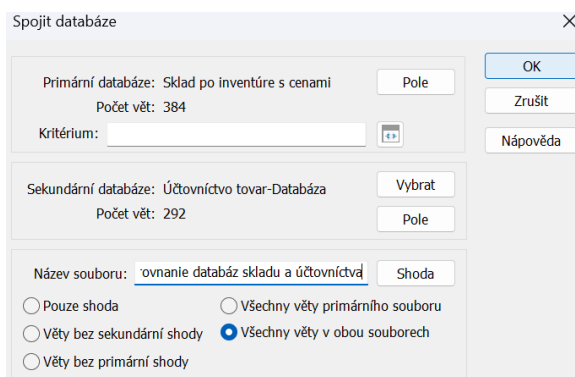 Spojit databáze
Primární databáze: Sklad po inventúre s cenami
Pole
OK
Počet vět: 384
Zrušit
Kritérium:
Nápověda
Sekundární databáze: Účtovníctvo tovar-Databáza
Vybrat
Počet vět: 292
Pole
Název souboru: rovnanie databáz skladu a účtovníctva
Shoda
Pouze shoda
Všechny věty primárního souboru
Věty bez sekundární shody
Všechny věty v obou souborech
Věty bez primární shody